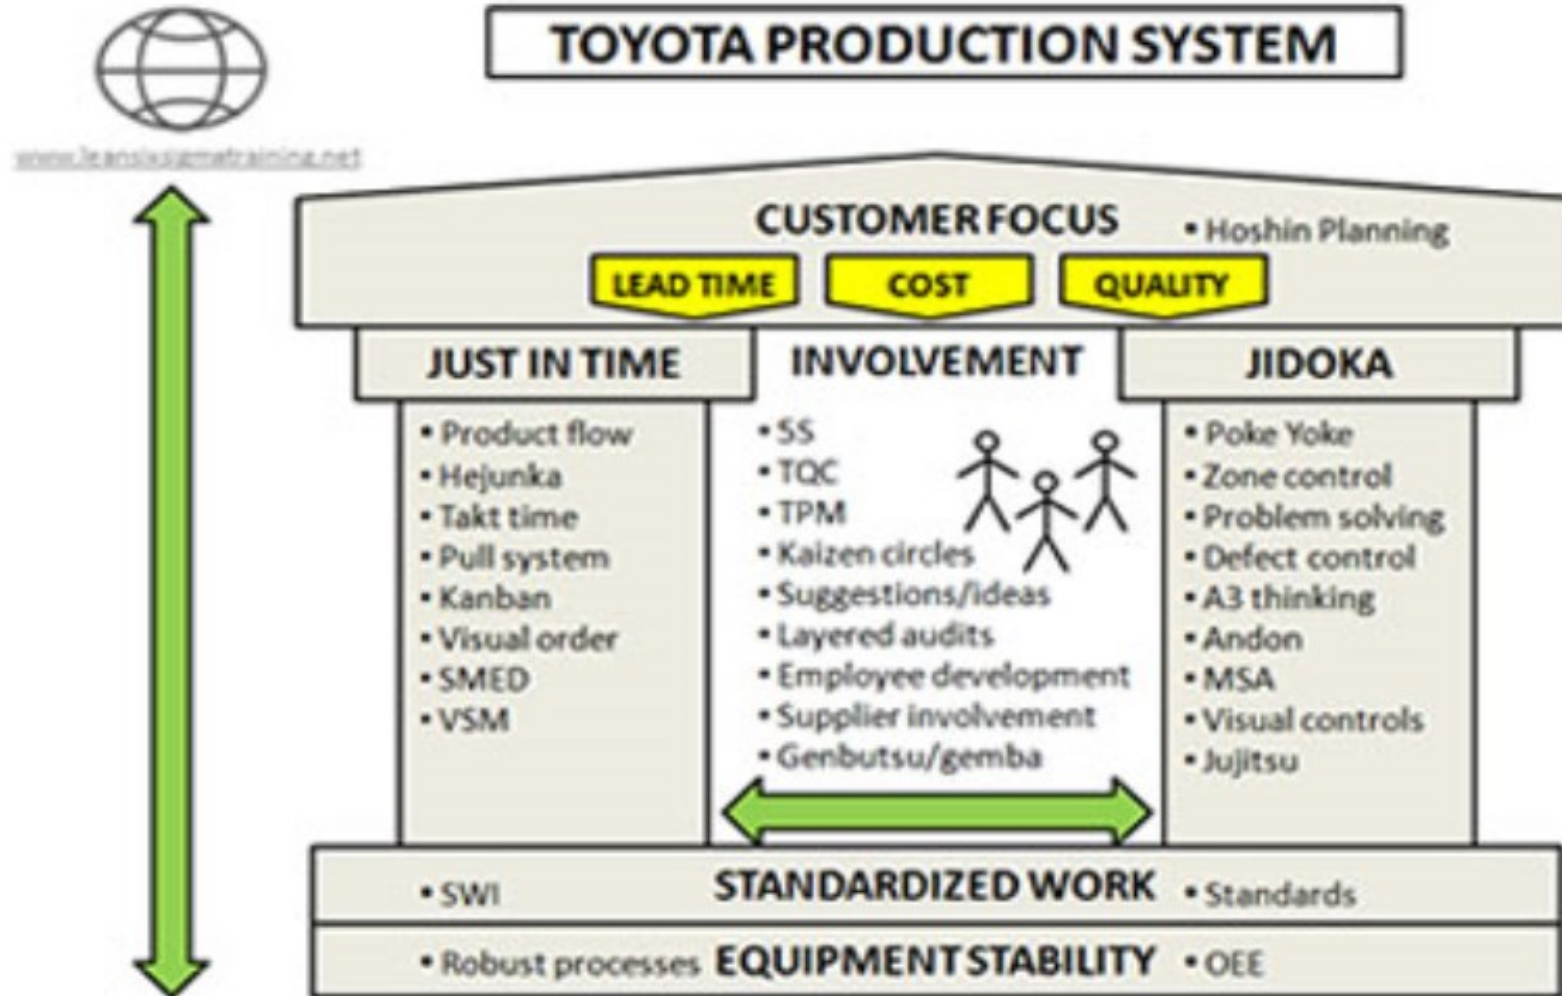 TOYOTA PRODUCTION SYSTEM
www.leansixsigmatraining.net
CUSTOMER FOCUS
• Hoshin Planning
LEAD TIME
COST
QUALITY
JUST IN TIME
• Product flow
• Hejunka
• Takt time
• Pull system
• Kanban
• Visual order
• SMED
• VSM
INVOLVEMENT
• 5S
• TQC
• TPM
• Kaizen circles
• Suggestions/ideas
• Layered audits
• Employee development
• Supplier involvement
• Genbutsu/gemba
JIDOKA
• Poke Yoke
• Zone control
• Problem solving
• Defect control
• A3 thinking
• Andon
• MSA
• Visual controls
• Jujitsu
• SWI STANDARDIZED WORK • Standards
• Robust processes EQUIPMENT STABILITY • OEE